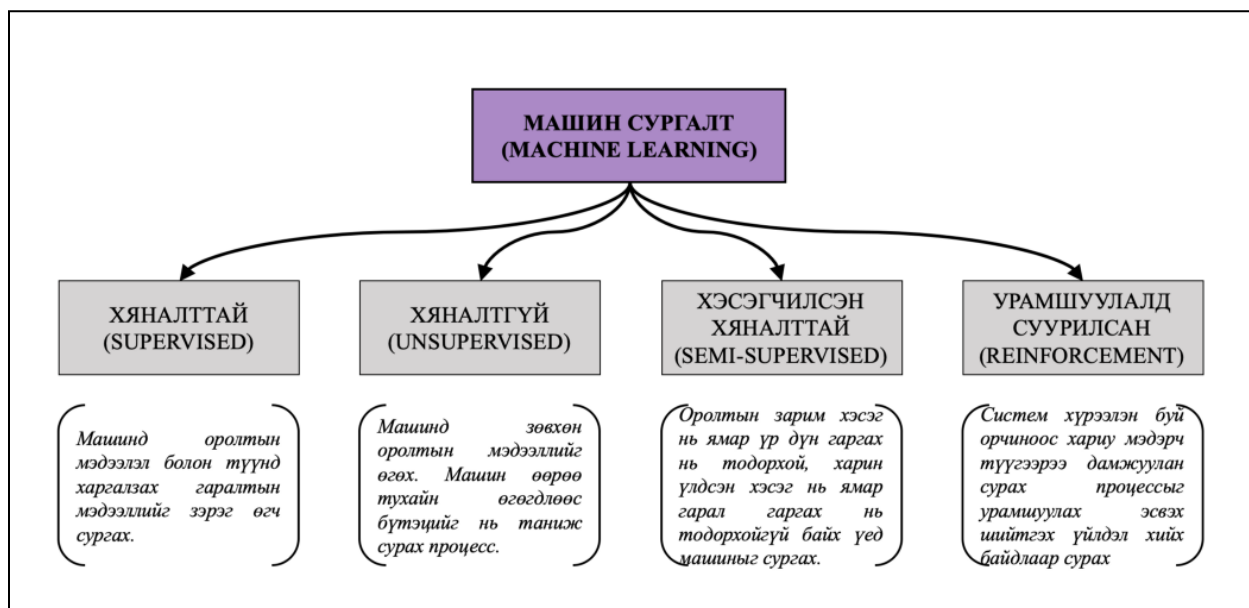 МАШИН СУРГАЛТ
(MACHINE LEARNING)
ХЯНАЛТТАЙ
(SUPERVISED)
Машинд оролтын
мэдээлэл болон түүнд
харгалзах гаралтын
мэдээллийг зэрэг өгч
сургах.
ХЯНАЛТГҮЙ
(UNSUPERVISED)
Машинд зөвхөн
оролтын мэдээллийг
өгөх. Машин өөрөө
тухайн өгөгдлөөс
бүтэцийг нь таниж
сурах процесс.
ХЭСЭГЧИЛСЭН
ХЯНАЛТТАЙ
(SEMI-SUPERVISED)
Оролтын зарим хэсэг
нь ямар үр дүн гаргах
нь тодорхой, харин
үлдсэн хэсэг нь ямар
гарал гаргах нь
тодорхойгүй байх үед
машиныг сургах.
УРАМШУУЛАЛД
СУУРИЛСАН
(REINFORCEMENT)
Систем хүрээлэн буй
орчиноос хариу мэдэрч
түүгээрээ дамжуулан
сурах процессыг
урамшуулах эсвэх
шийтгэх үйлдэл хийх
байдлаар сурах